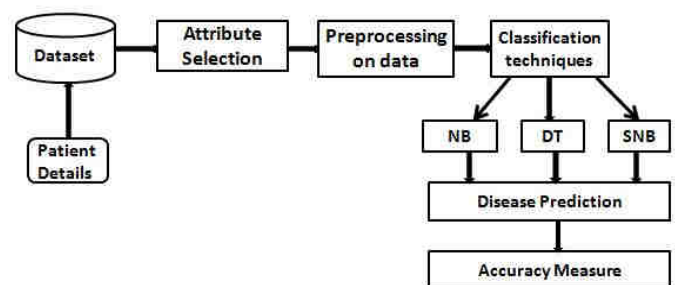 Dataset
Attribute
Selection
Preprocessing
on data
Classification
techniques
Patient
Details
NB
DT
SNB
Disease Prediction
Accuracy Measure